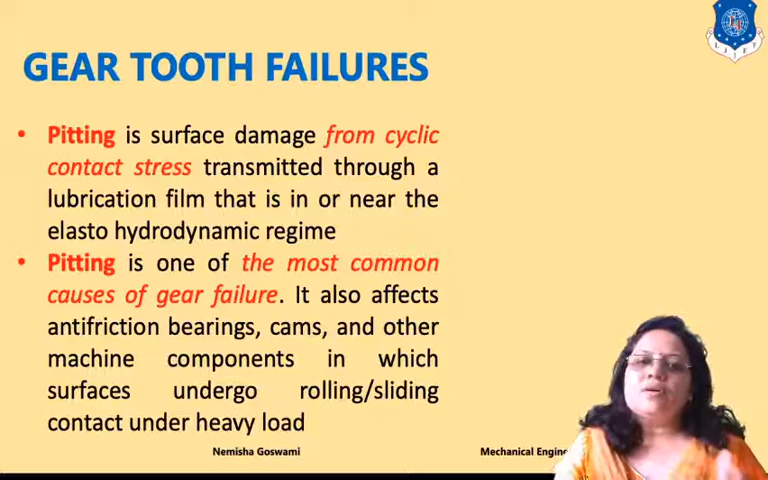 GEAR TOOTH FAILURES
• Pitting is surface damage from cyclic
contact stress transmitted through a
lubrication film that is in or near the
elasto hydrodynamic regime
• Pitting is one of the most common
causes of gear failure. It also affects
antifriction bearings, cams, and other
machine components in which
surfaces undergo rolling/sliding
contact under heavy load
Nemisha Goswami
Mechanical Engine